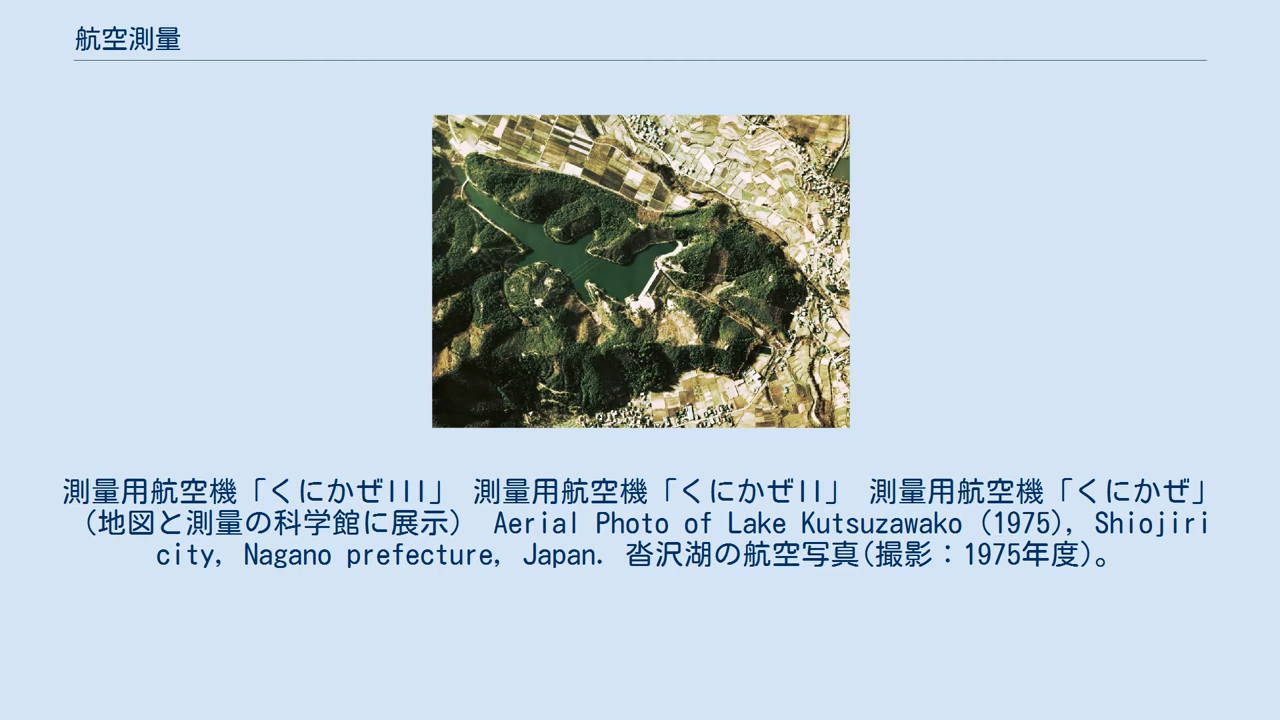 航空測量
測量用航空機「くにかぜIII」 測量用航空機「くにかぜII」 測量用航空機「くにかぜ」
（地図と測量の科学館に展示） Aerial Photo of Lake Kutsuzawako (1975), Shiojiri
city, Nagano prefecture, Japan. 沓沢湖の航空写真(撮影：1975年度)。